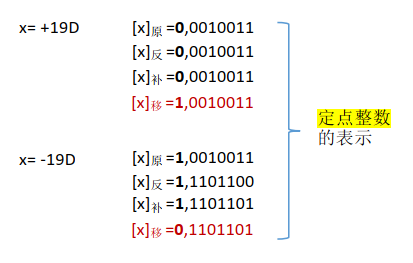 x= +19D
[x]原 =0,0010011
[x]反 =0,0010011
[x]补 =0,0010011
[x]移 =1,0010011
x= -19D
[x]原 =1,0010011
[x]反 =1,1101100
[x]补 =1,1101101
[x]移 =0,1101101
定点整数
的表示